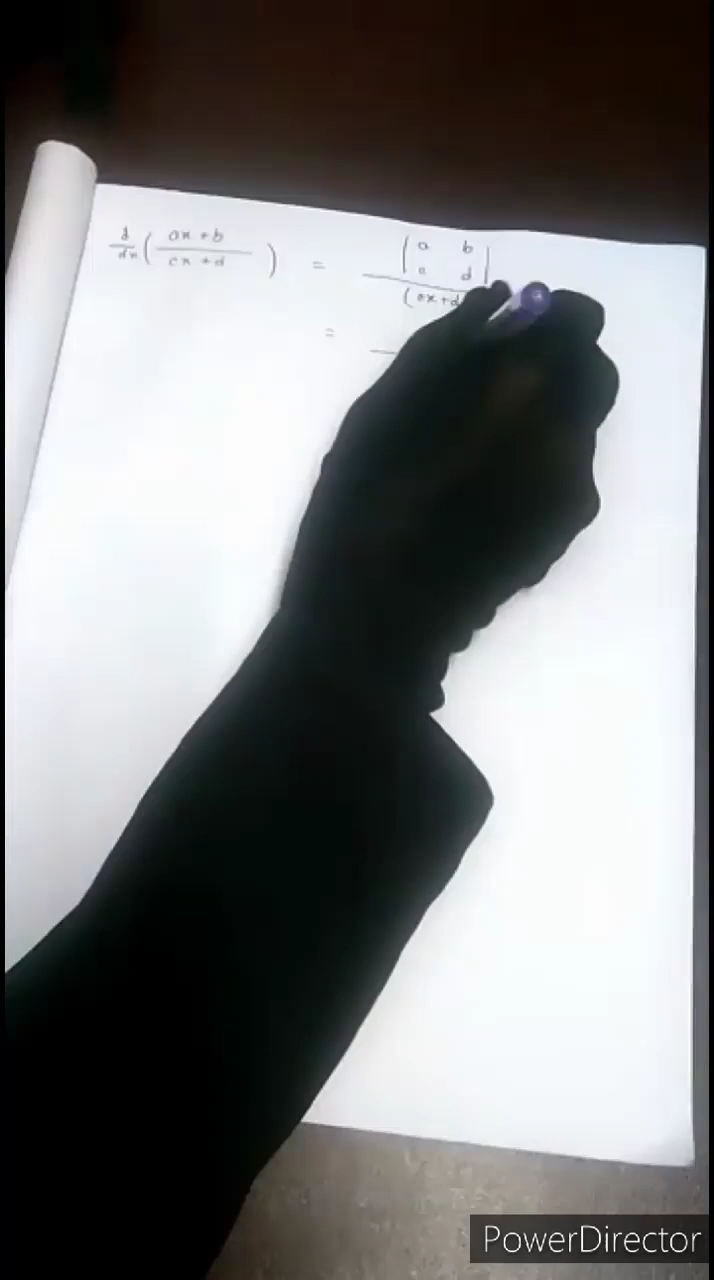 d/dx ( ax + b / cx + d ) = | a b |
| c d |
/ (cx + d
=
PowerDirector